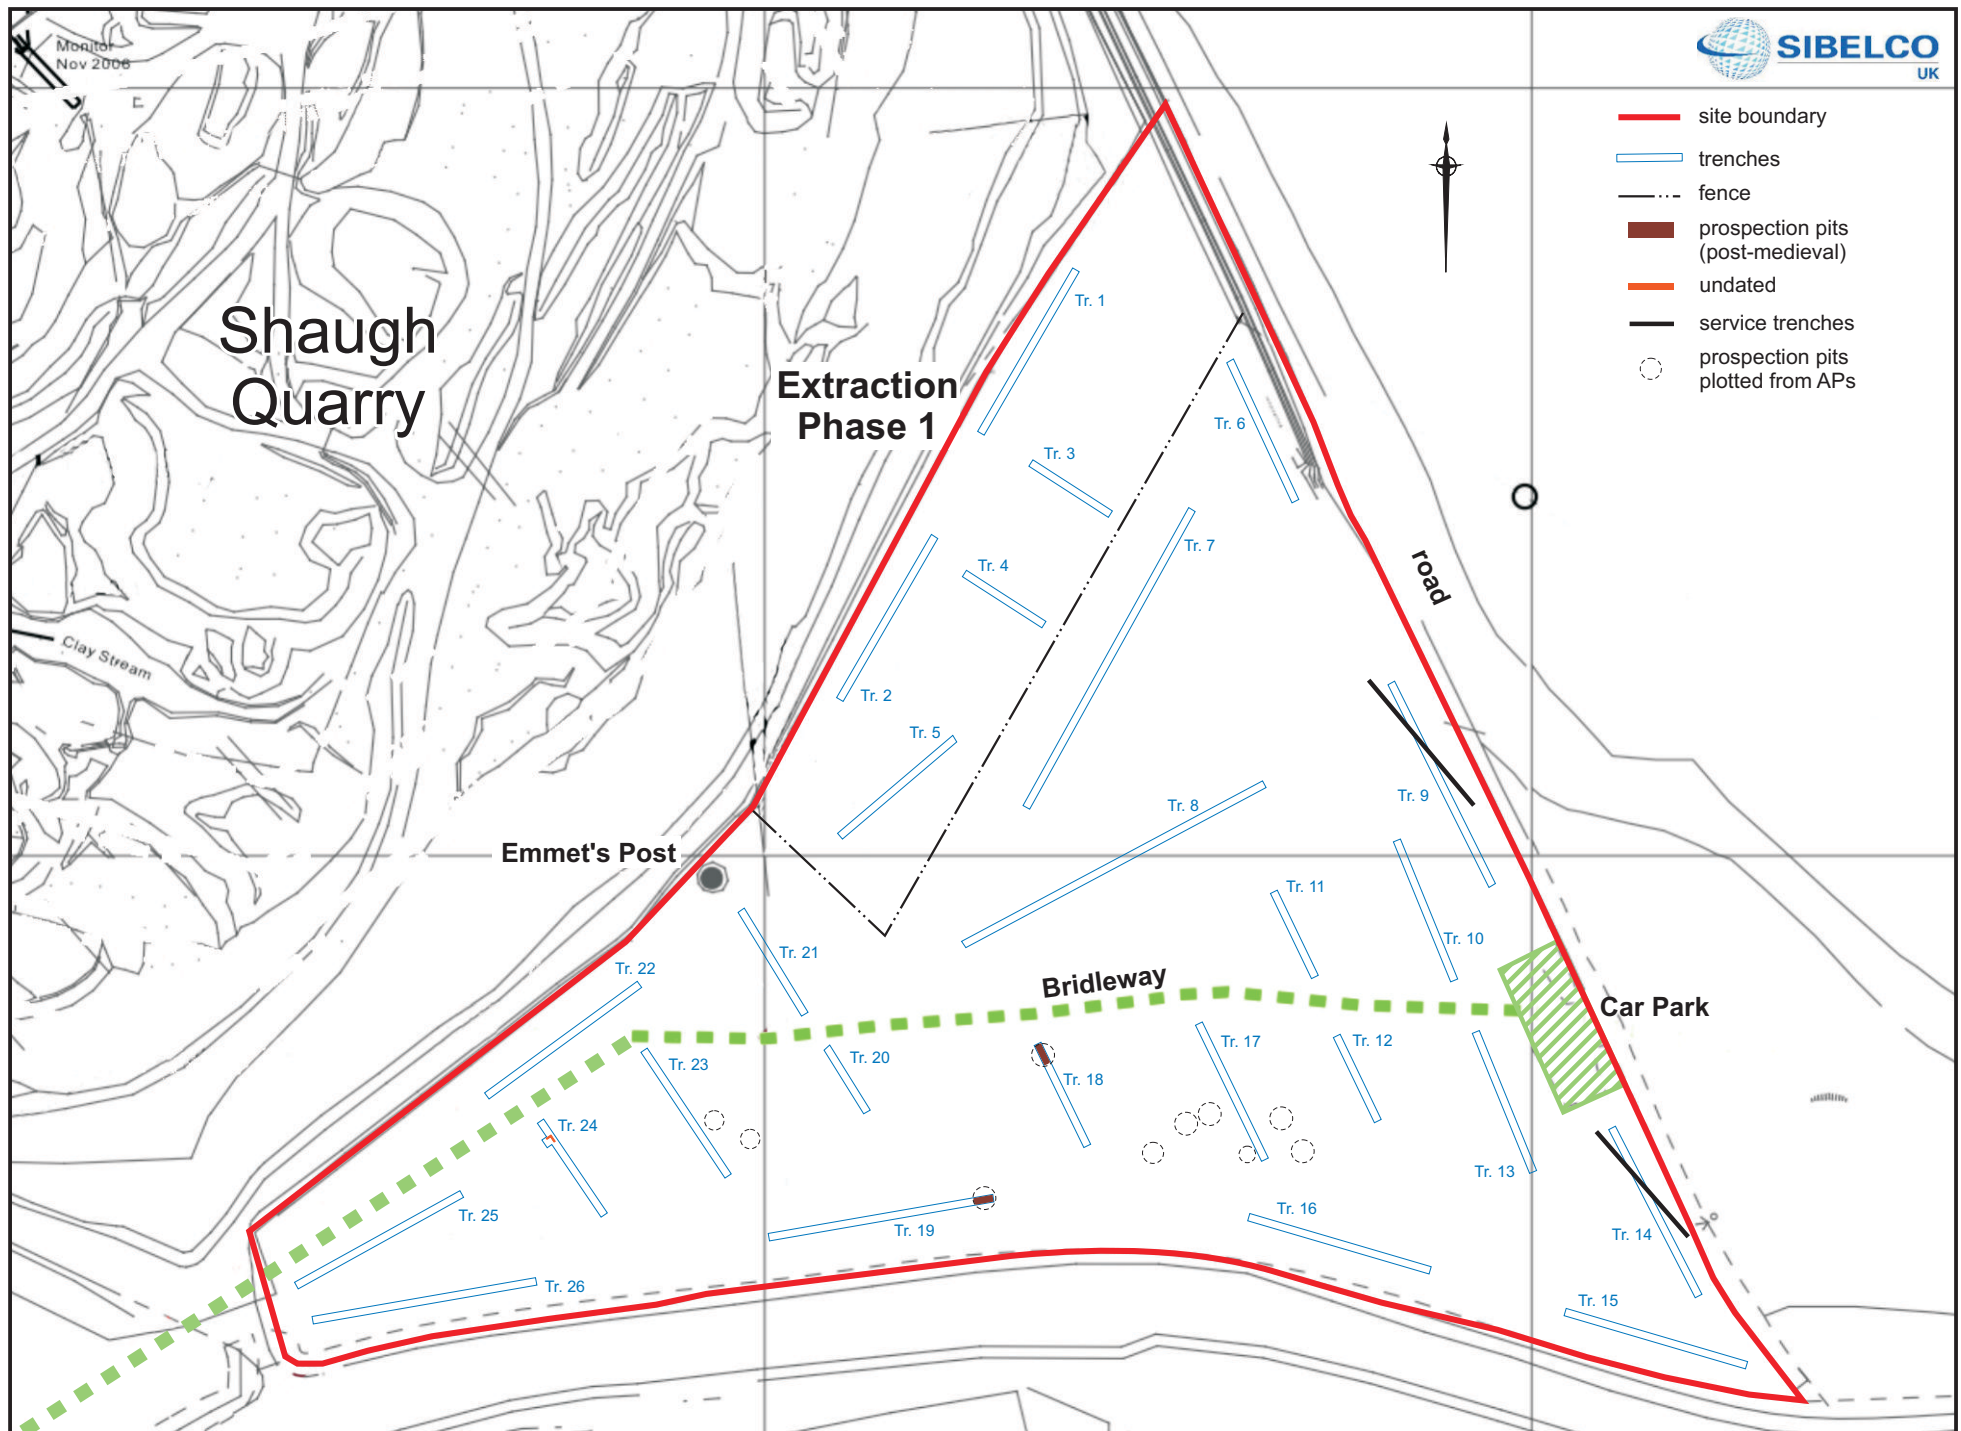 Monitor
Nov 2006
E
SIBELCO
UK
site boundary
trenches
fence
prospection pits
(post-medieval)
undated
service trenches
prospection pits
plotted from APs
Shaugh
Quarry
Extraction
Phase 1
Tr. 1
Tr. 6
Tr. 3
Tr. 7
Tr. 4
road
Clay Stream
Tr. 2
Tr. 5
Tr. 8
Tr. 9
Emmet's Post
Tr. 11
Tr. 10
Tr. 21
Tr. 22
Bridleway
Car Park
Tr. 23
Tr. 20
Tr. 18
Tr. 17
Tr. 12
Tr. 24
Tr. 13
Tr. 25
Tr. 19
Tr. 16
Tr. 14
Tr. 26
Tr. 15